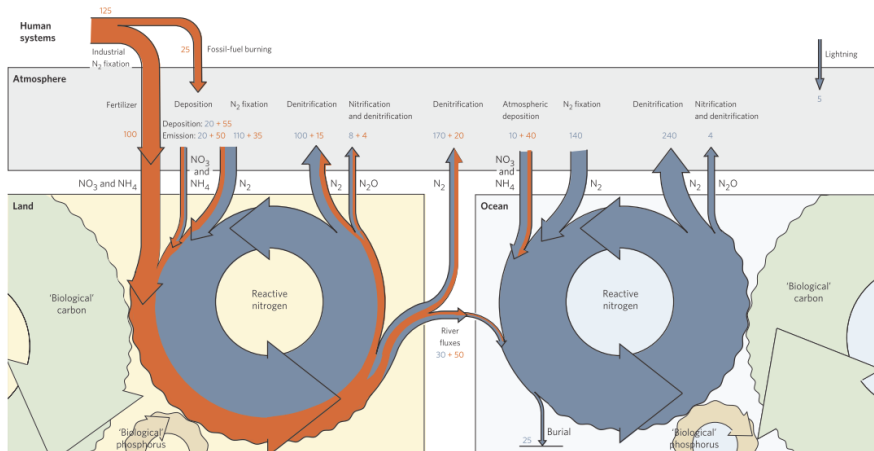 125
Human
systems
Industrial
N2 fixation
25
Fossil-fuel burning
Lightning
Atmosphere
5
Fertilizer
100
Deposition
Deposition: 20 + 55
Emission: 20 + 50
N2 fixation
110 + 35
Denitrification
100 + 15
Nitrification
and denitrification
8 + 4
Denitrification
170 + 20
Atmospheric
deposition
10 + 40
N2 fixation
140
Denitrification
240
Nitrification
and denitrification
4
NO3 and NH4
NO3
and
NH4
N2
N2
N2O
N2
NO3
and
NH4
N2
N2
N2O
Land
Ocean
'Biological'
carbon
Reactive
nitrogen
River
fluxes
30 + 50
Reactive
nitrogen
'Biological'
carbon
'Biological'
phosphorus
25
Burial
'Biological'
phosphorus